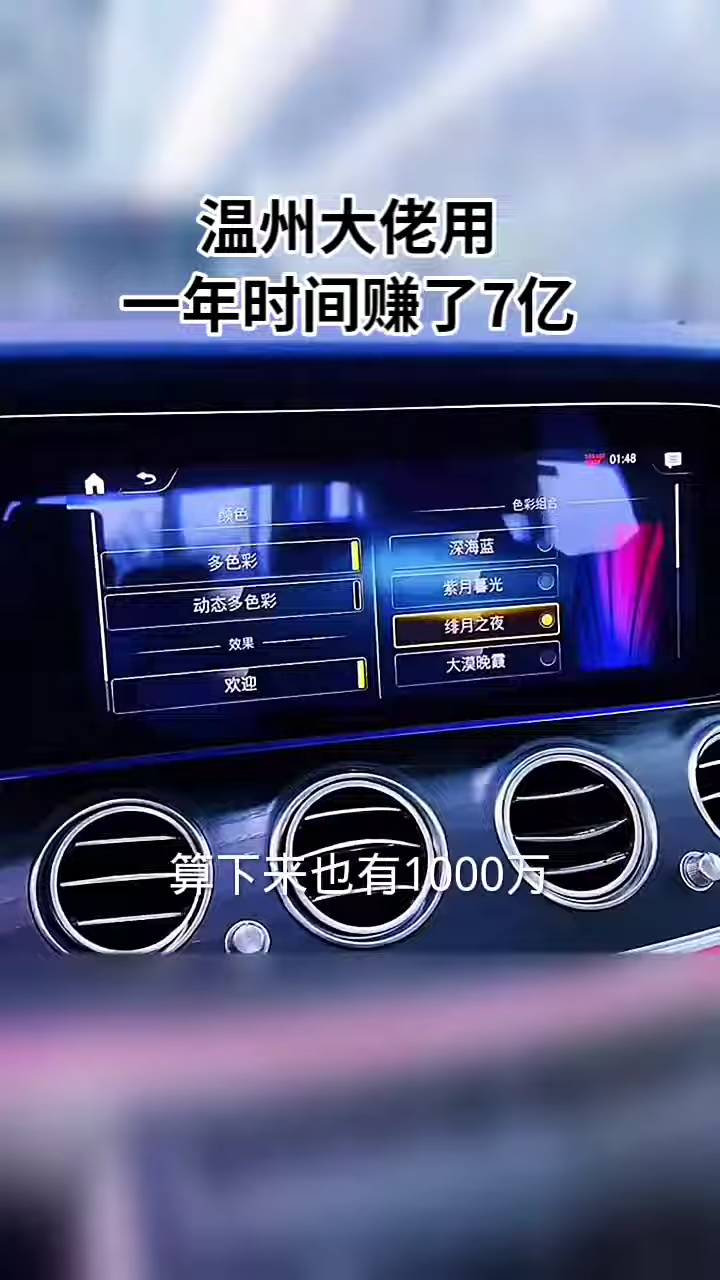 温州大佬用
一年时间赚了7亿
01:48
颜色
色彩组合
多色彩
深海蓝
动态多色彩
紫月暮光
效果
绯月之夜
欢迎
大漠晚霞
算下来也有1000万